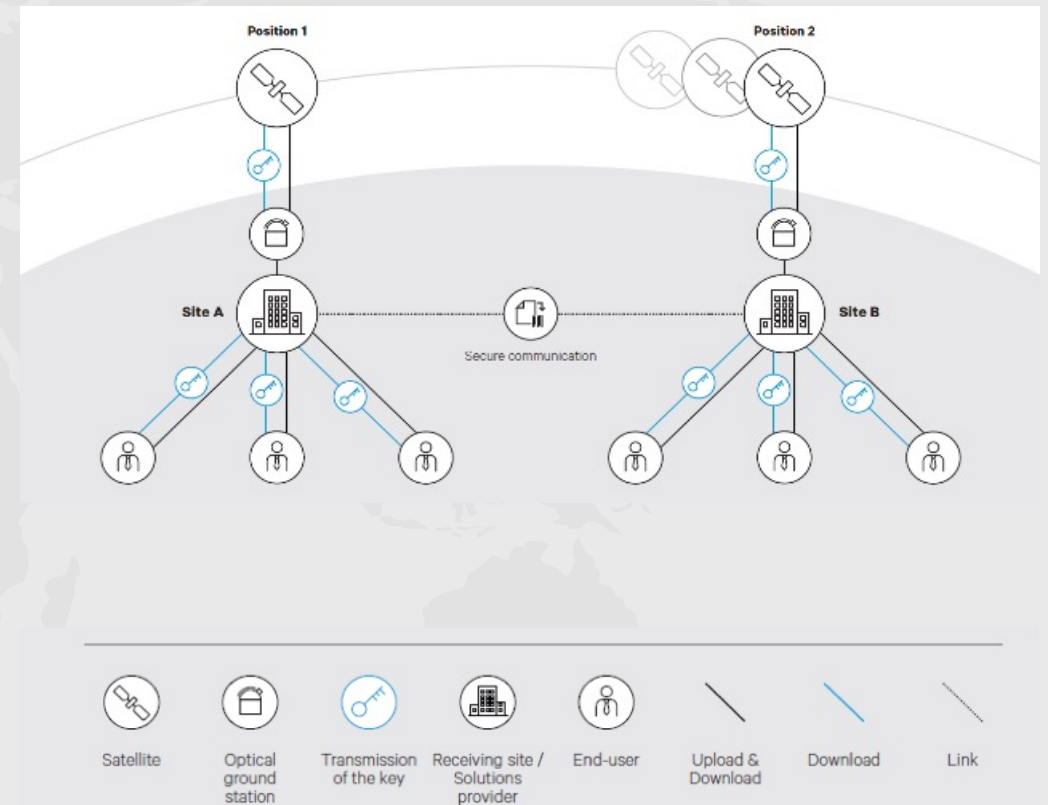 Position 1
Position 2
Site A
Site B
Secure communication
Satellite
Optical
ground
station
Transmission
of the key
Receiving site /
Solutions
provider
End-user
Upload &
Download
Download
Link